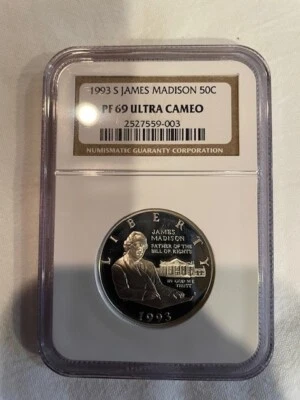 1993 S JAMES MADISON 50C
PF 69 ULTRA CAMEO
2527559-003
NUMISMATIC GUARANTY CORPORATION
LIBERTY
JAMES
MADISON
FATHER OF THE
BILL OF RIGHTS
IN GOD WE
TRUST
1993